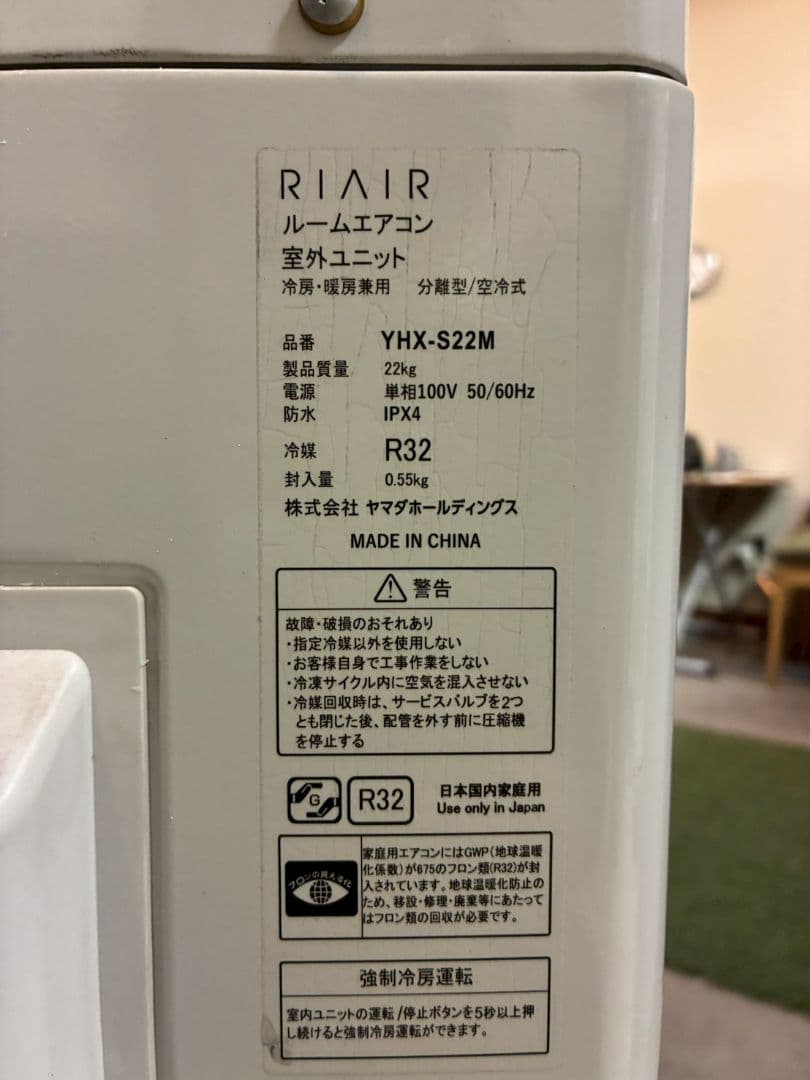 RIAIR
ルームエアコン
室外ユニット
冷房・暖房兼用 分離型/空冷式
品番 YHX-S22M
製品質量 22kg
電源 単相100V 50/60Hz
防水 IPX4
冷媒 R32
封入量 0.55kg
株式会社 ヤマダホールディングス
MADE IN CHINA
警告
故障・破損のおそれあり
・指定冷媒以外を使用しない
・お客様自身で工事作業をしない
・冷凍サイクル内に空気を混入させない
・冷媒回収時は、サービスバルブを2つ
とも閉じた後、配管を外す前に圧縮機
を停止する
G
R32
日本国内家庭用
Use only in Japan
フロンの見える化
家庭用エアコンにはGWP(地球温暖
化係数)が675のフロン類(R32)が封
入されています。地球温暖化防止の
ため、移設・修理・廃棄等にあたって
はフロン類の回収が必要です。
強制冷房運転
室内ユニットの運転/停止ボタンを5秒以上押
し続けると強制冷房運転ができます。